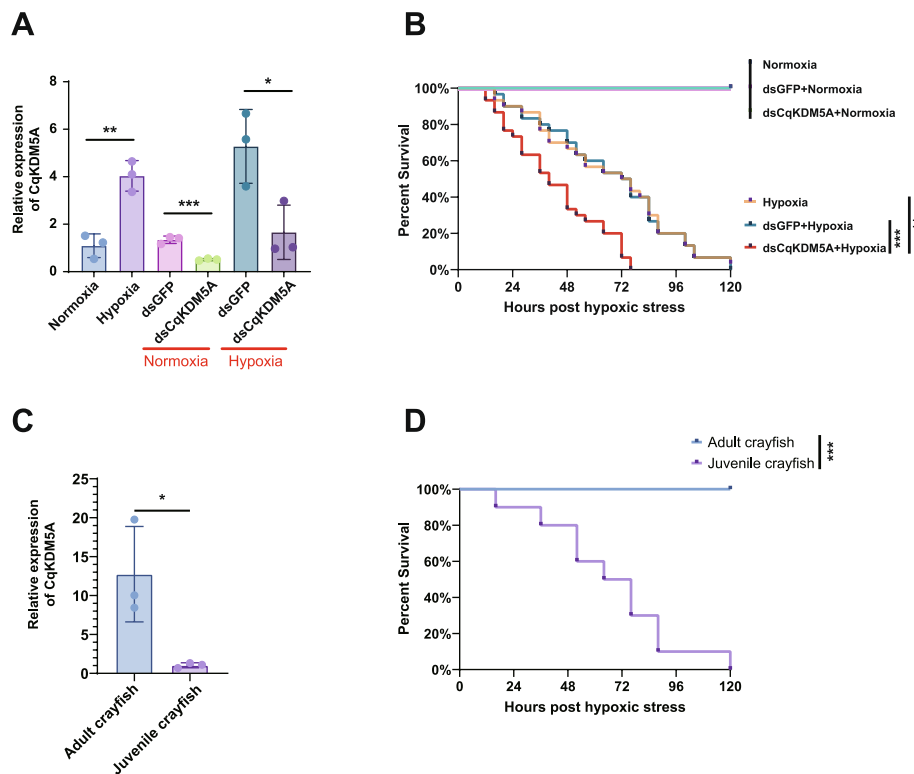 A
Relative expression
of CqKDM5A
8
6
4
2
0
**
***
*
Normoxia
Hypoxia
dsGFP
dsCqKDM5A
dsGFP
dsCqKDM5A
Normoxia
Hypoxia
B
Percent Survival
100%
80%
60%
40%
20%
0%
0
24
48
72
96
120
Hours post hypoxic stress
Normoxia
dsGFP+Normoxia
dsCqKDM5A+Normoxia
Hypoxia
dsGFP+Hypoxia
dsCqKDM5A+Hypoxia
***
C
Relative expression
of CqKDM5A
25
20
15
10
5
0
*
Adult crayfish
Juvenile crayfish
D
Adult crayfish
Juvenile crayfish
***
Percent Survival
100%
80%
60%
40%
20%
0%
0
24
48
72
96
120
Hours post hypoxic stress